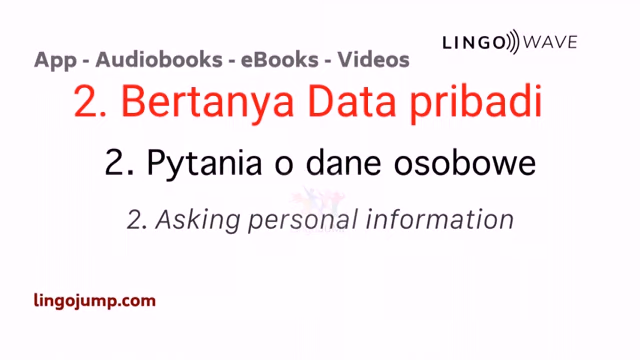 LINGO WAVE
App - Audiobooks - eBooks - Videos
2. Bertanya Data pribadi
2. Pytania o dane osobowe
2. Asking personal information
lingojump.com